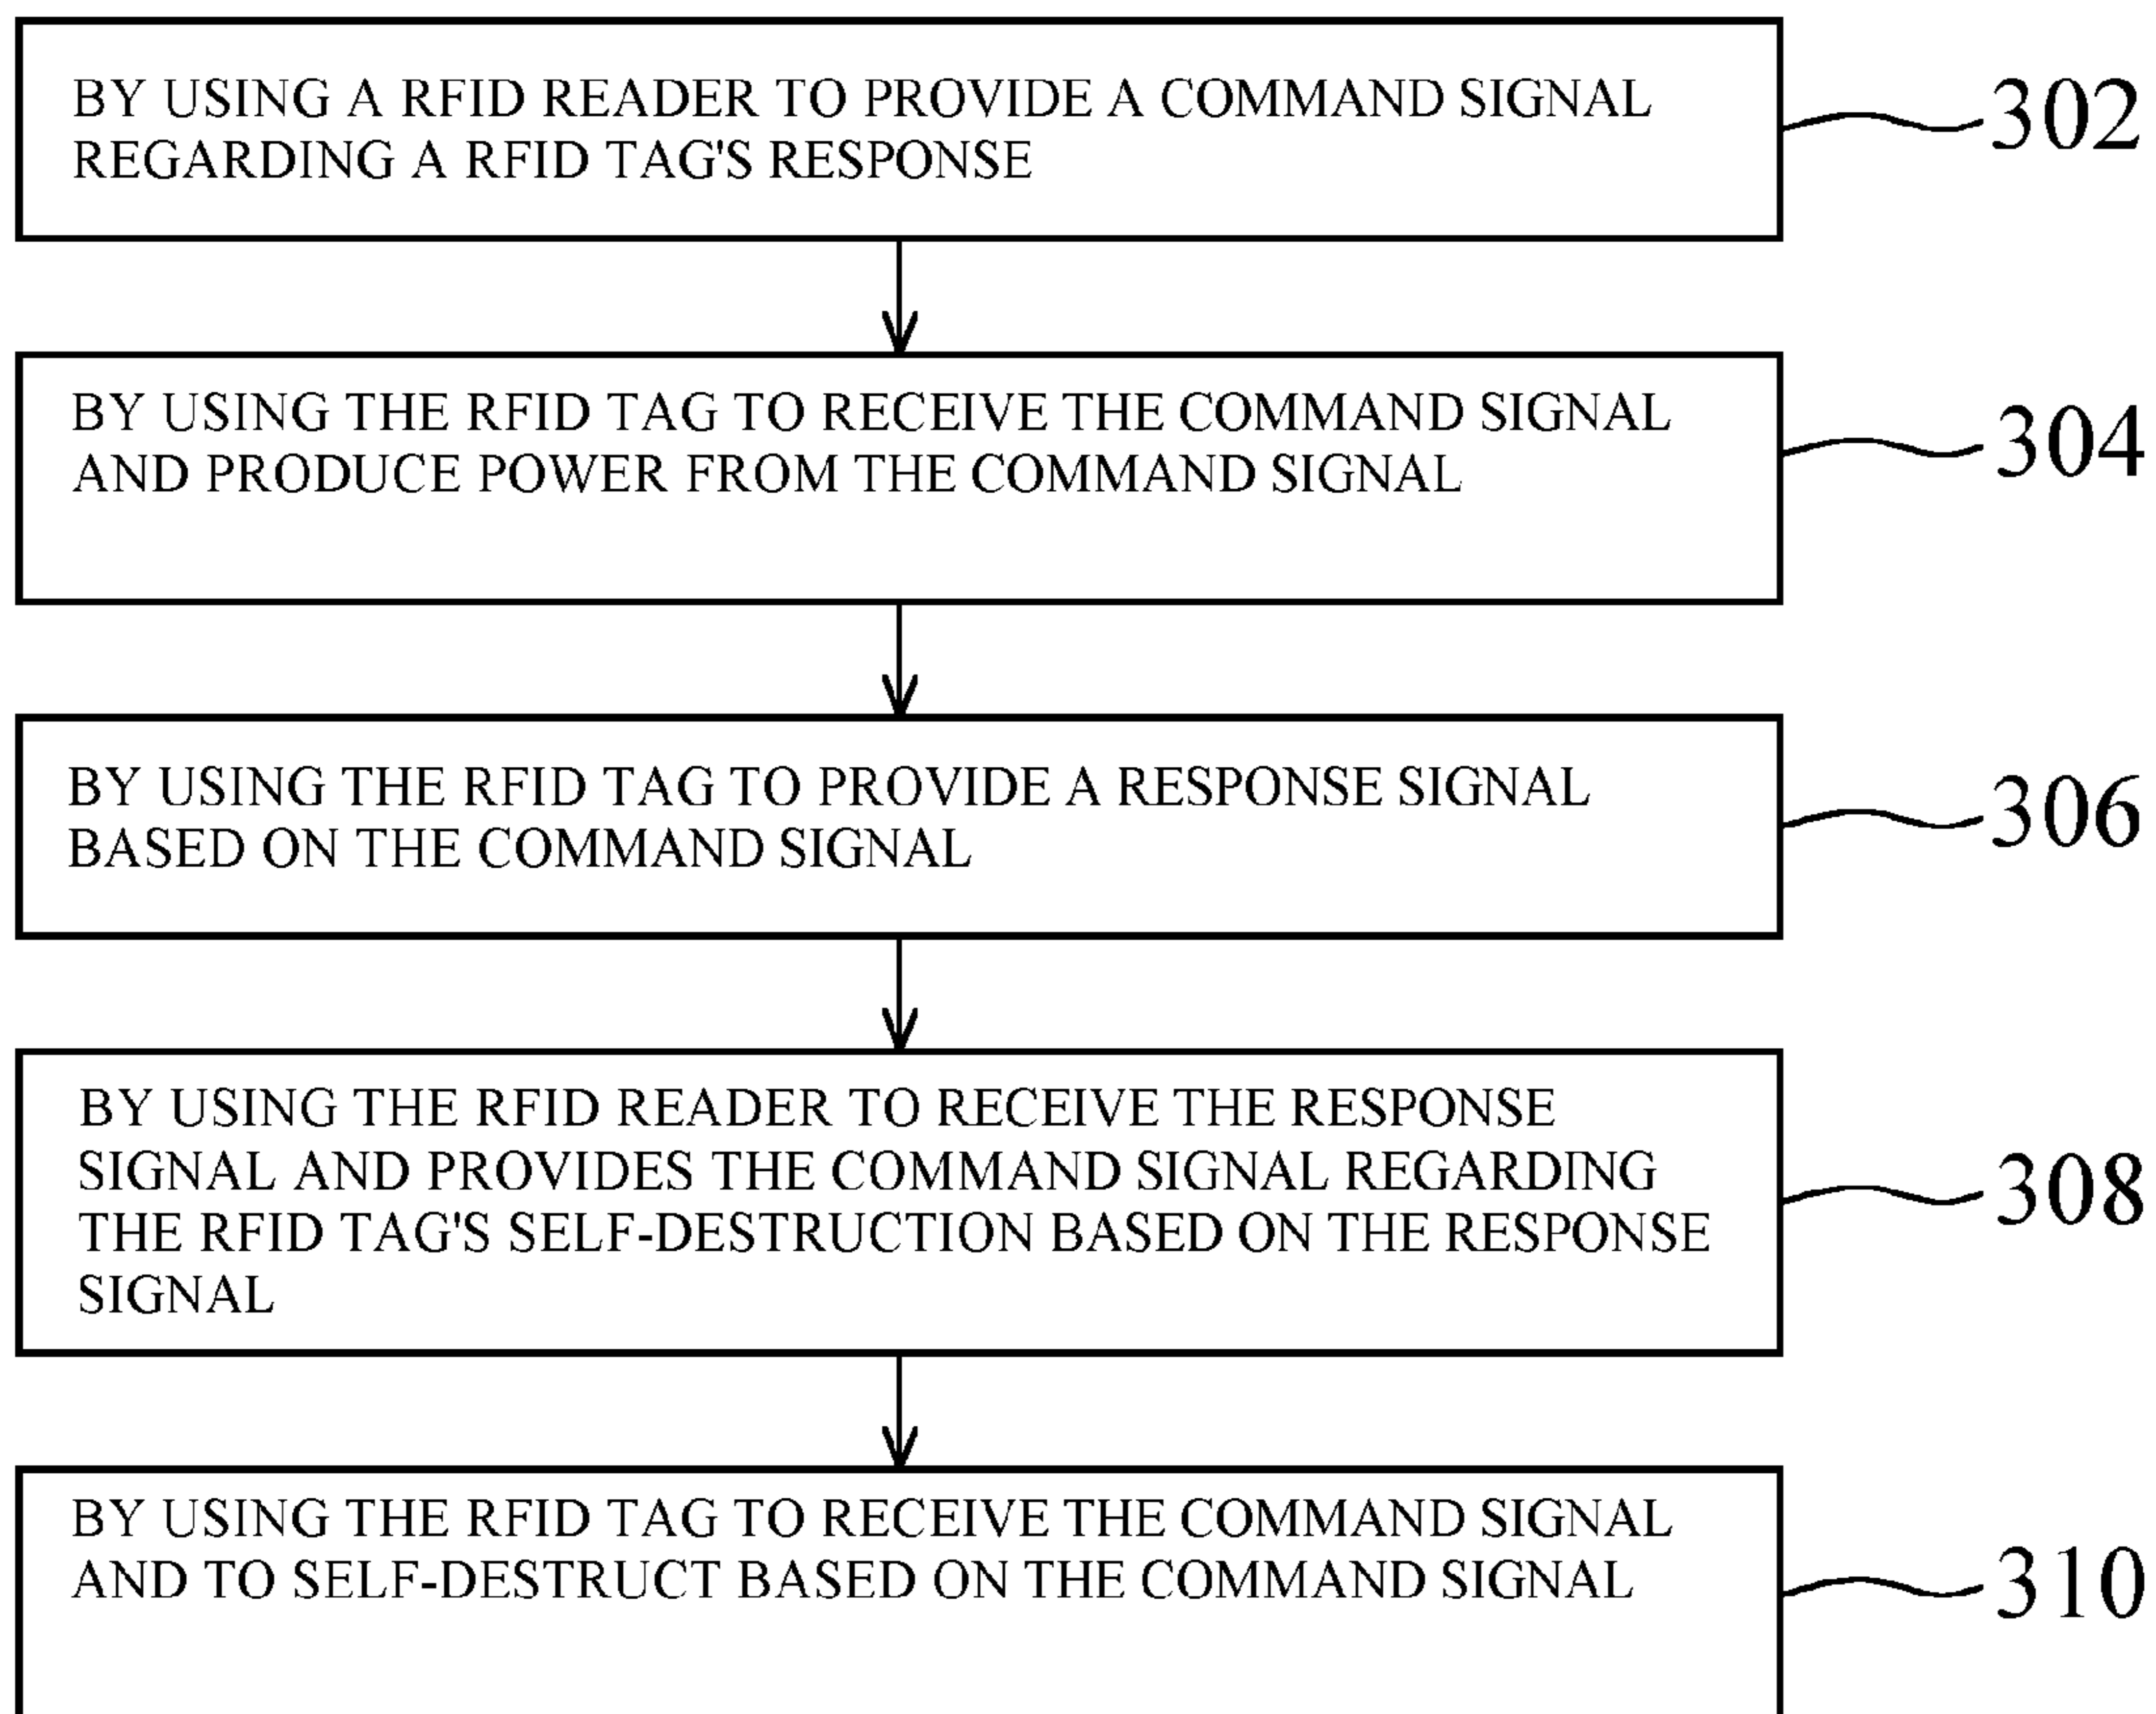 BY USING A RFID READER TO PROVIDE A COMMAND SIGNAL
REGARDING A RFID TAG'S RESPONSE
302
BY USING THE RFID TAG TO RECEIVE THE COMMAND SIGNAL
AND PRODUCE POWER FROM THE COMMAND SIGNAL
304
BY USING THE RFID TAG TO PROVIDE A RESPONSE SIGNAL
BASED ON THE COMMAND SIGNAL
306
BY USING THE RFID READER TO RECEIVE THE RESPONSE
SIGNAL AND PROVIDES THE COMMAND SIGNAL REGARDING
THE RFID TAG'S SELF-DESTRUCTION BASED ON THE RESPONSE
SIGNAL
308
BY USING THE RFID TAG TO RECEIVE THE COMMAND SIGNAL
AND TO SELF-DESTRUCT BASED ON THE COMMAND SIGNAL
310